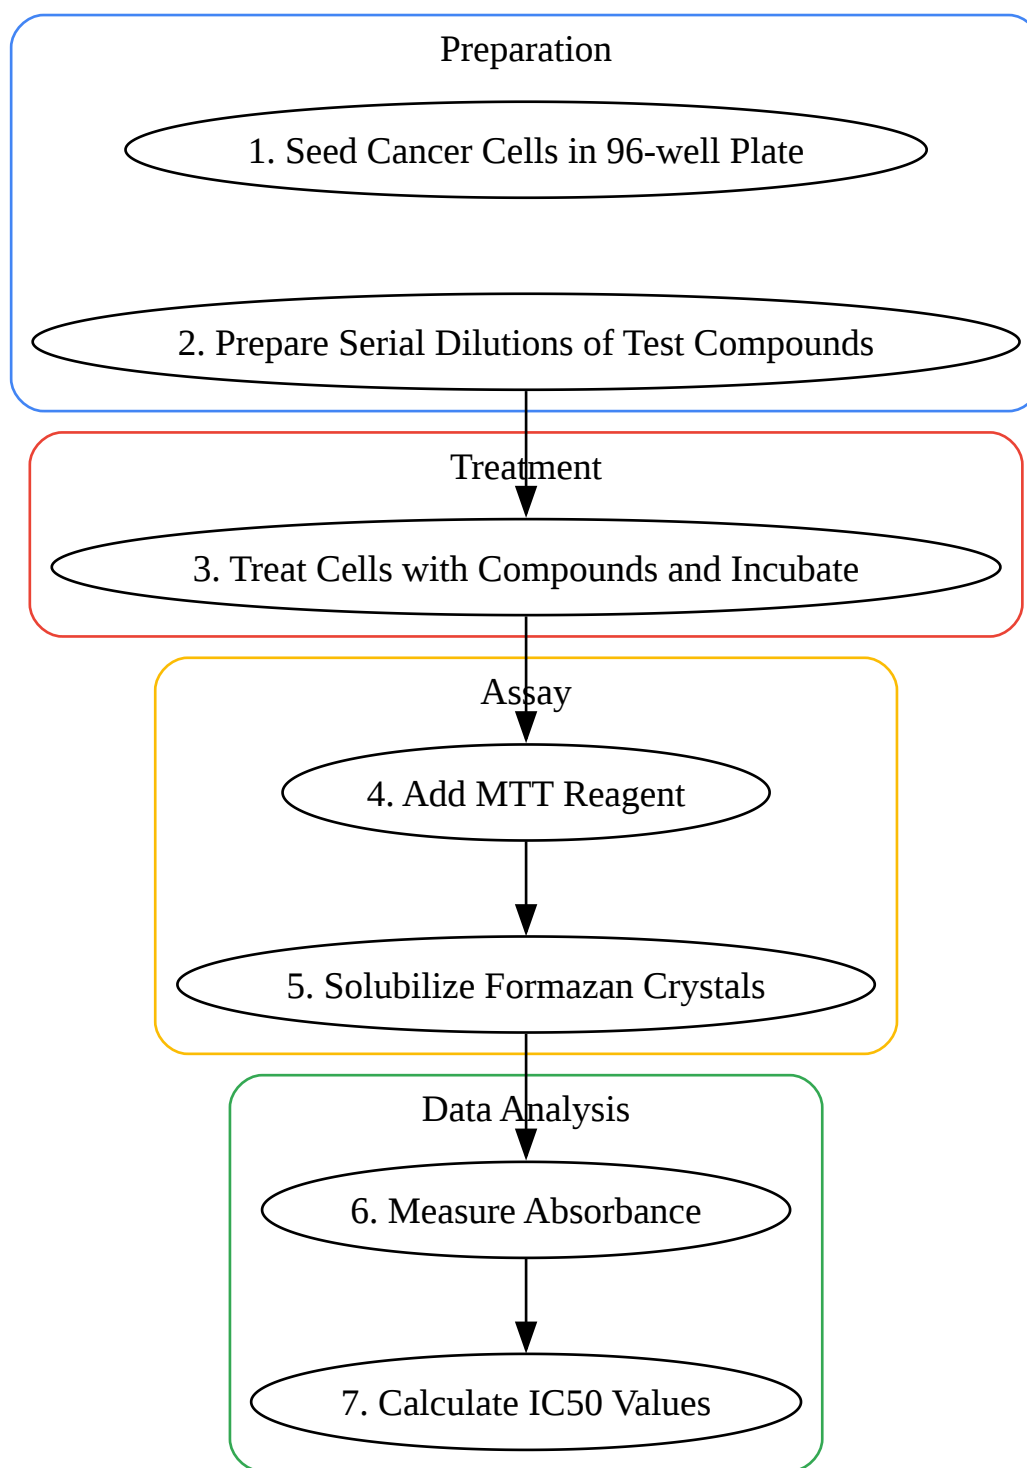 Preparation
1. Seed Cancer Cells in 96-well Plate
2. Prepare Serial Dilutions of Test Compounds
Treatment
3. Treat Cells with Compounds and Incubate
Assay
4. Add MTT Reagent
5. Solubilize Formazan Crystals
Data Analysis
6. Measure Absorbance
7. Calculate IC50 Values